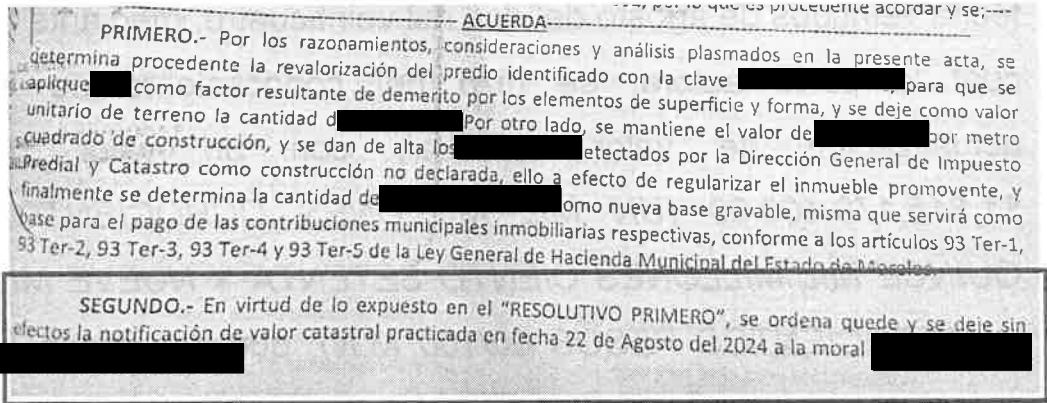 por lo que es procedente acordar y se;----
ACUERDA
PRIMERO.- Por los razonamientos, consideraciones y análisis plasmados en la presente acta, se
determina procedente la revalorización del predio identificado con la clave para que se
aplique como factor resultante de demerito por los elementos de superficie y forma, y se deje como valor
unitario de terreno la cantidad d Por otro lado, se mantiene el valor de por metro
cuadrado de construcción, y se dan de alta los etectados por la Dirección General de Impuesto
Predial y Catastro como construcción no declarada, ello a efecto de regularizar el inmueble promovente, y
finalmente se determina la cantidad de omo nueva base gravable, misma que servirá como
base para el pago de las contribuciones municipales inmobiliarias respectivas, conforme a los artículos 93 Ter-1,
93 Ter-2, 93 Ter-3, 93 Ter-4 y 93 Ter-5 de la Ley General de Hacienda Municipal del Estado de Morelos.
SEGUNDO.- En virtud de lo expuesto en el "RESOLUTIVO PRIMERO", se ordena quede y se deje sin
efectos la notificación de valor catastral practicada en fecha 22 de Agosto del 2024 a la moral